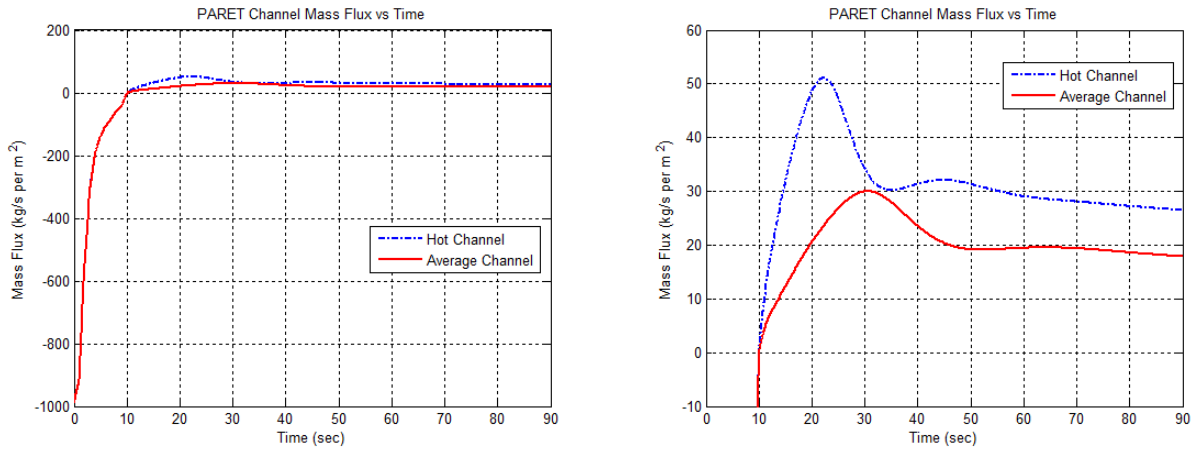 PARET Channel Mass Flux vs Time
200
0
-200
-400
-600
-800
-1000
Mass Flux (kg/s per m 2)
Hot Channel
Average Channel
0 10 20 30 40 50 60 70 80 90
Time (sec)
PARET Channel Mass Flux vs Time
60
50
40
30
20
10
0
-10
Mass Flux (kg/s per m 2)
Hot Channel
Average Channel
0 10 20 30 40 50 60 70 80 90
Time (sec)